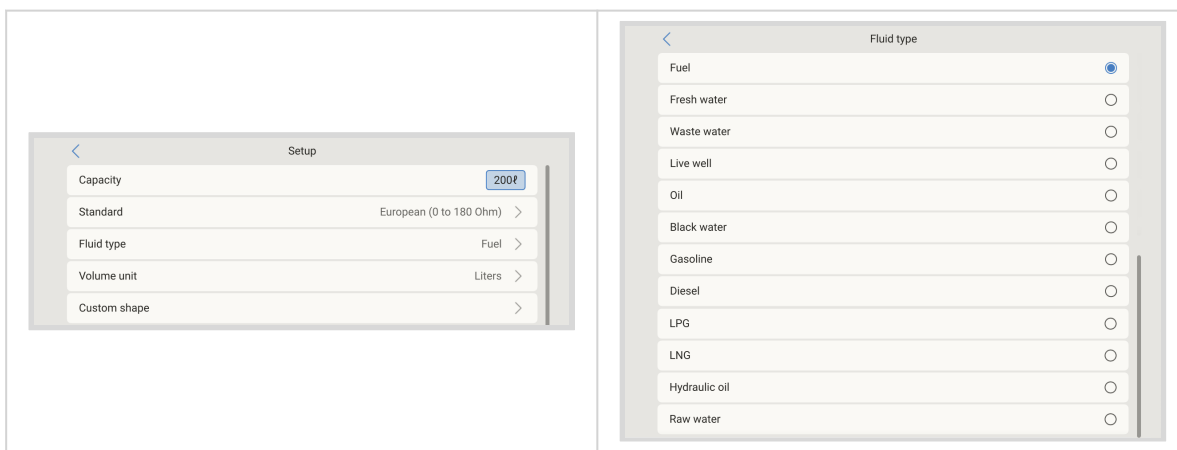 Setup
Capacity 200ℓ
Standard European (0 to 180 Ohm)
Fluid type Fuel
Volume unit Liters
Custom shape
Fluid type
Fuel
Fresh water
Waste water
Live well
Oil
Black water
Gasoline
Diesel
LPG
LNG
Hydraulic oil
Raw water